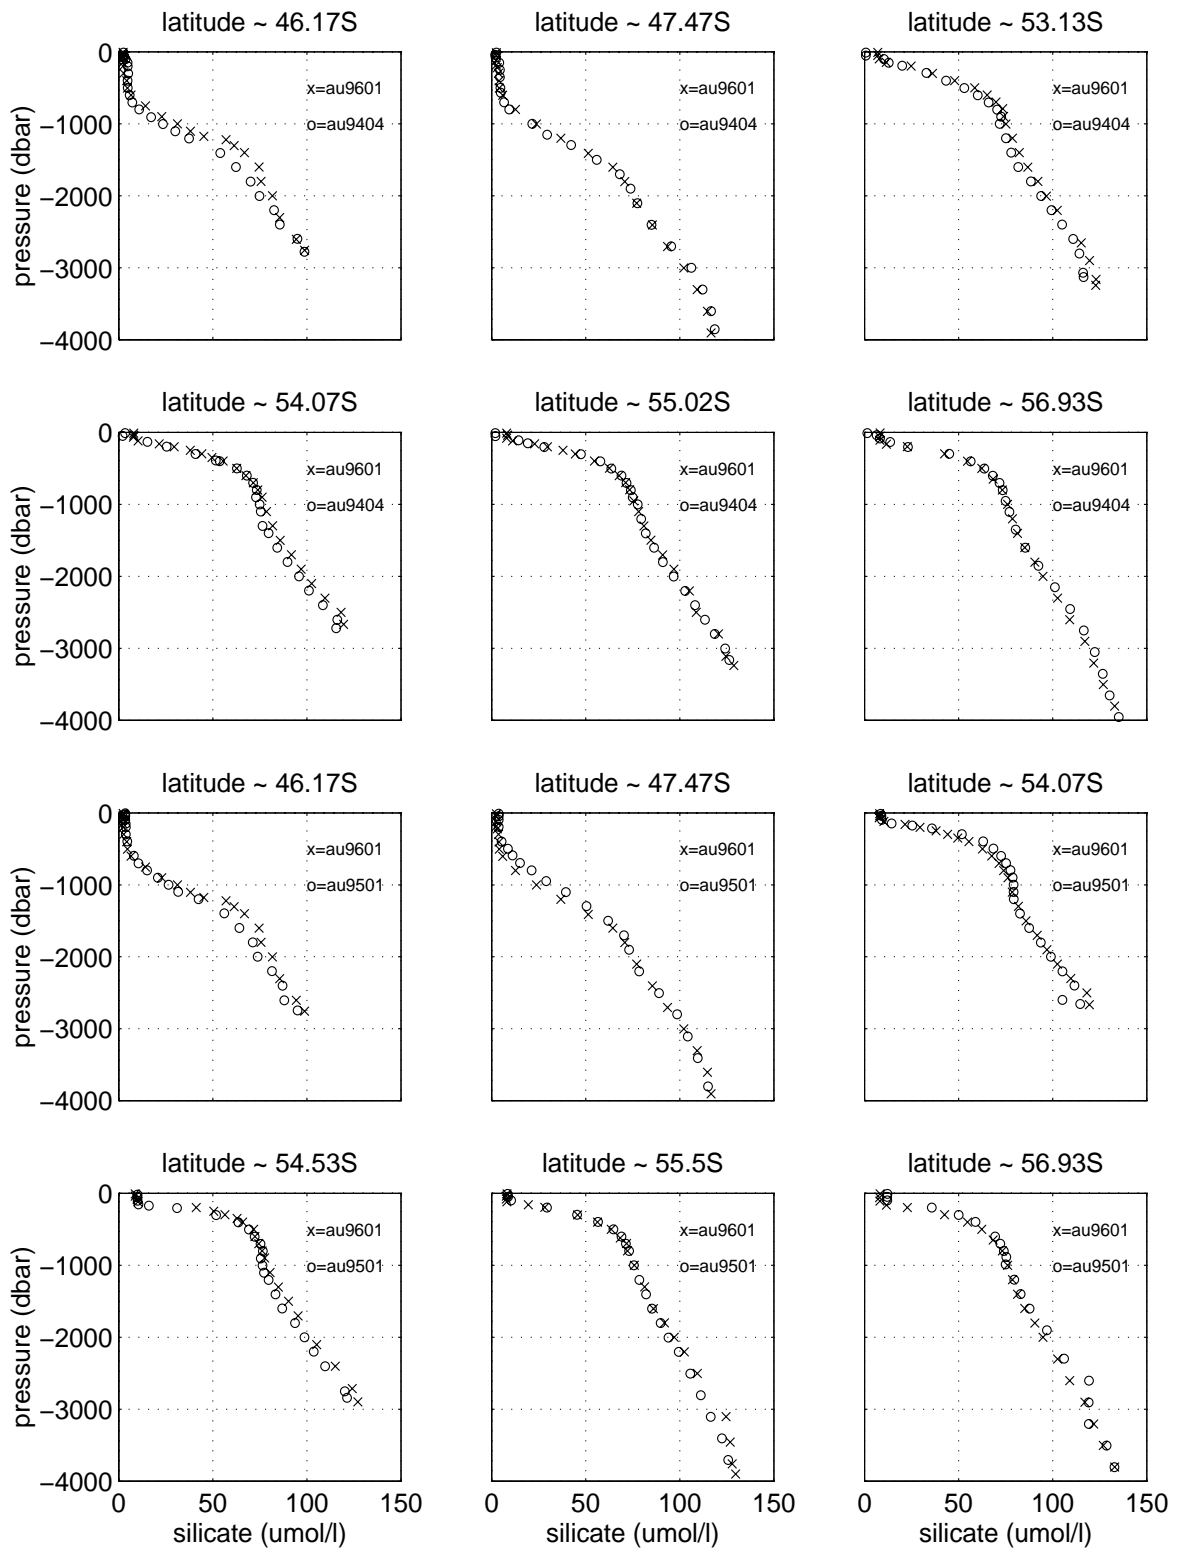 latitude ~ 46.17S latitude ~ 47.47S latitude ~ 53.13S
0 0 0
x=au9601 x=au9601 x=au9601
−1000 o=au9404 o=au9404 o=au9404
pressure (dbar)
−2000
−3000
−4000
latitude ~ 54.07S latitude ~ 55.02S latitude ~ 56.93S
0
x=au9601 x=au9601 x=au9601
−1000 o=au9404 o=au9404 o=au9404
pressure (dbar)
−2000
−3000
−4000
latitude ~ 46.17S latitude ~ 47.47S latitude ~ 54.07S
0
x=au9601 x=au9601 x=au9601
−1000 o=au9501 o=au9501 o=au9501
pressure (dbar)
−2000
−3000
−4000
latitude ~ 54.53S latitude ~ 55.5S latitude ~ 56.93S
0
x=au9601 x=au9601 x=au9601
−1000 o=au9501 o=au9501 o=au9501
pressure (dbar)
−2000
−3000
−4000
0 50 100 150 0 50 100 150 0 50 100 150
silicate (umol/l) silicate (umol/l) silicate (umol/l)